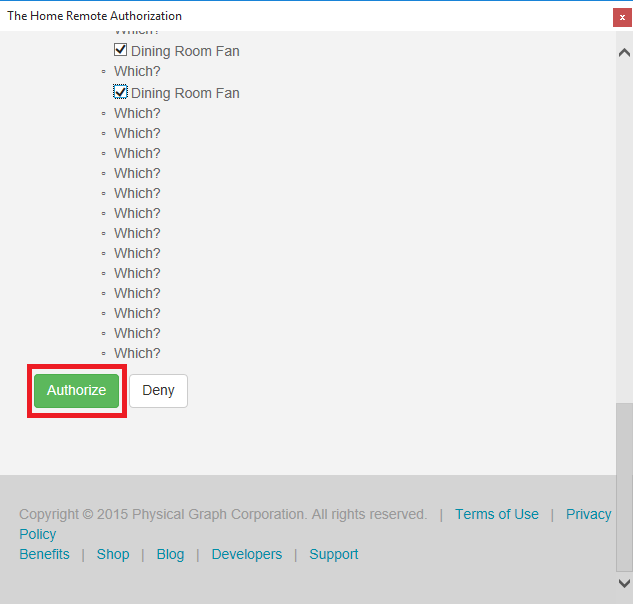 The Home Remote Authorization
x
Which?
Dining Room Fan
Which?
Dining Room Fan
Which?
Which?
Which?
Which?
Which?
Which?
Which?
Which?
Which?
Which?
Which?
Which?
Which?
Authorize Deny
Copyright © 2015 Physical Graph Corporation. All rights reserved. | Terms of Use | Privacy
Policy
Benefits | Shop | Blog | Developers | Support